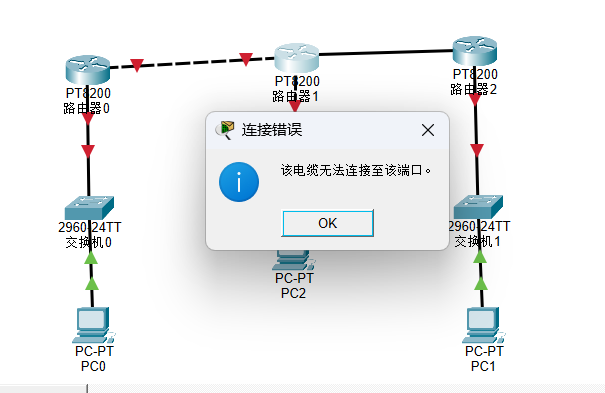 PT8200
路由器0
PT8200
路由器1
PT8200
路由器2
连接错误
该电缆无法连接至该端口。
OK
2960-24TT
交换机0
2960-24TT
交换机1
PC-PT
PC2
PC-PT
PC0
PC-PT
PC1